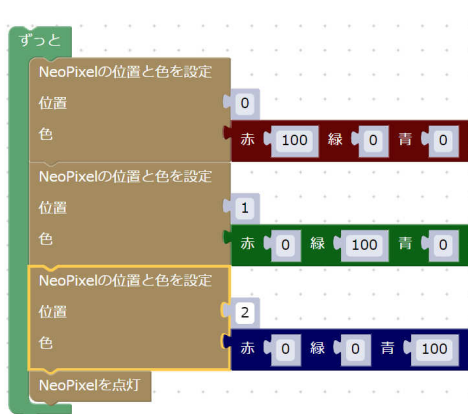 ずっと
NeoPixelの位置と色を設定
位置 0
色 赤 100 緑 0 青 0
NeoPixelの位置と色を設定
位置 1
色 赤 0 緑 100 青 0
NeoPixelの位置と色を設定
位置 2
色 赤 0 緑 0 青 100
NeoPixelを点灯